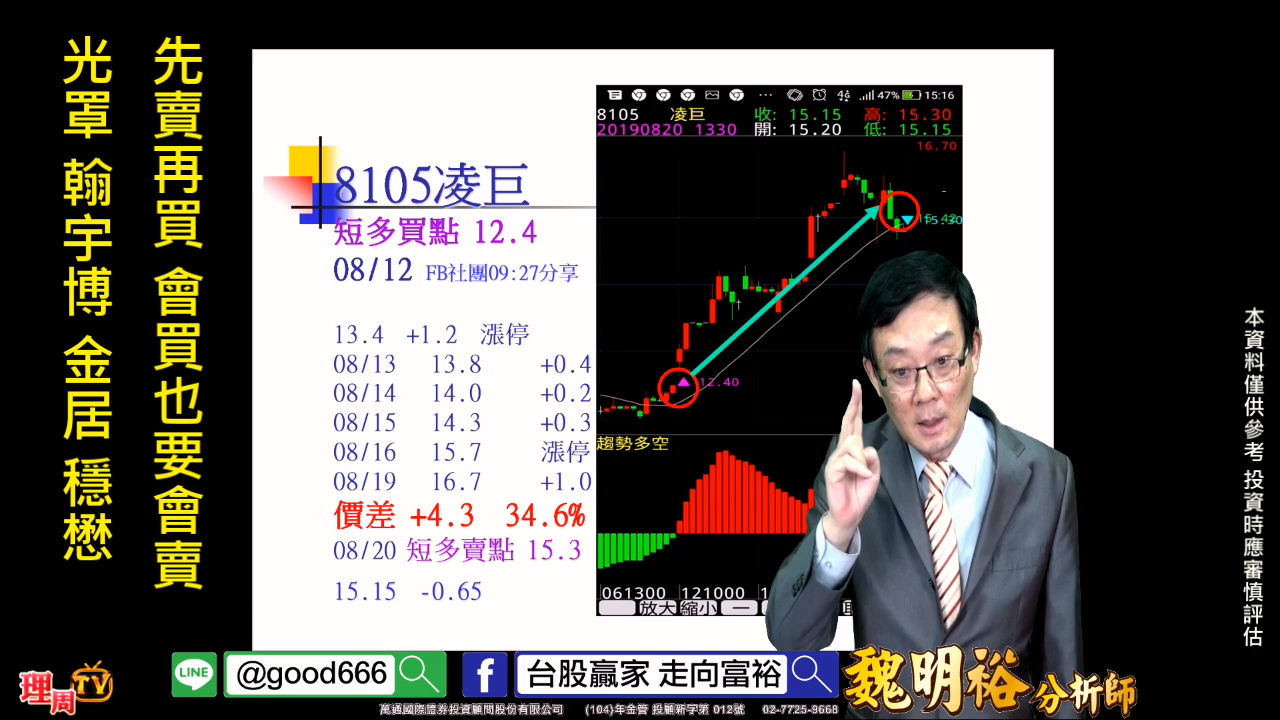 先賣再買 會買也要會賣
光罩 翰宇博 金居 穩懋
8105凌巨
短多買點 12.4
08/12 FB社團09:27分享
13.4 +1.2 漲停
08/13 13.8 +0.4
08/14 14.0 +0.2
08/15 14.3 +0.3
08/16 15.7 漲停
08/19 16.7 +1.0
價差 +4.3 34.6%
08/20 短多賣點 15.3
15.15 -0.65
47% 15:16
8105 凌巨 收: 15.15 高: 15.30
20190820 1330 開: 15.20 低: 15.15
16.70
15.30
12.40
趨勢多空
061300 121000
放大 縮小 一
本資料僅供參考 投資時應審慎評估
理周TV
LINE @good666
f 台股贏家 走向富裕
魏明裕 分析師
萬通國際證券投資顧問股份有限公司 (104)年金管 投顧新字第 012號 02-7725-9668